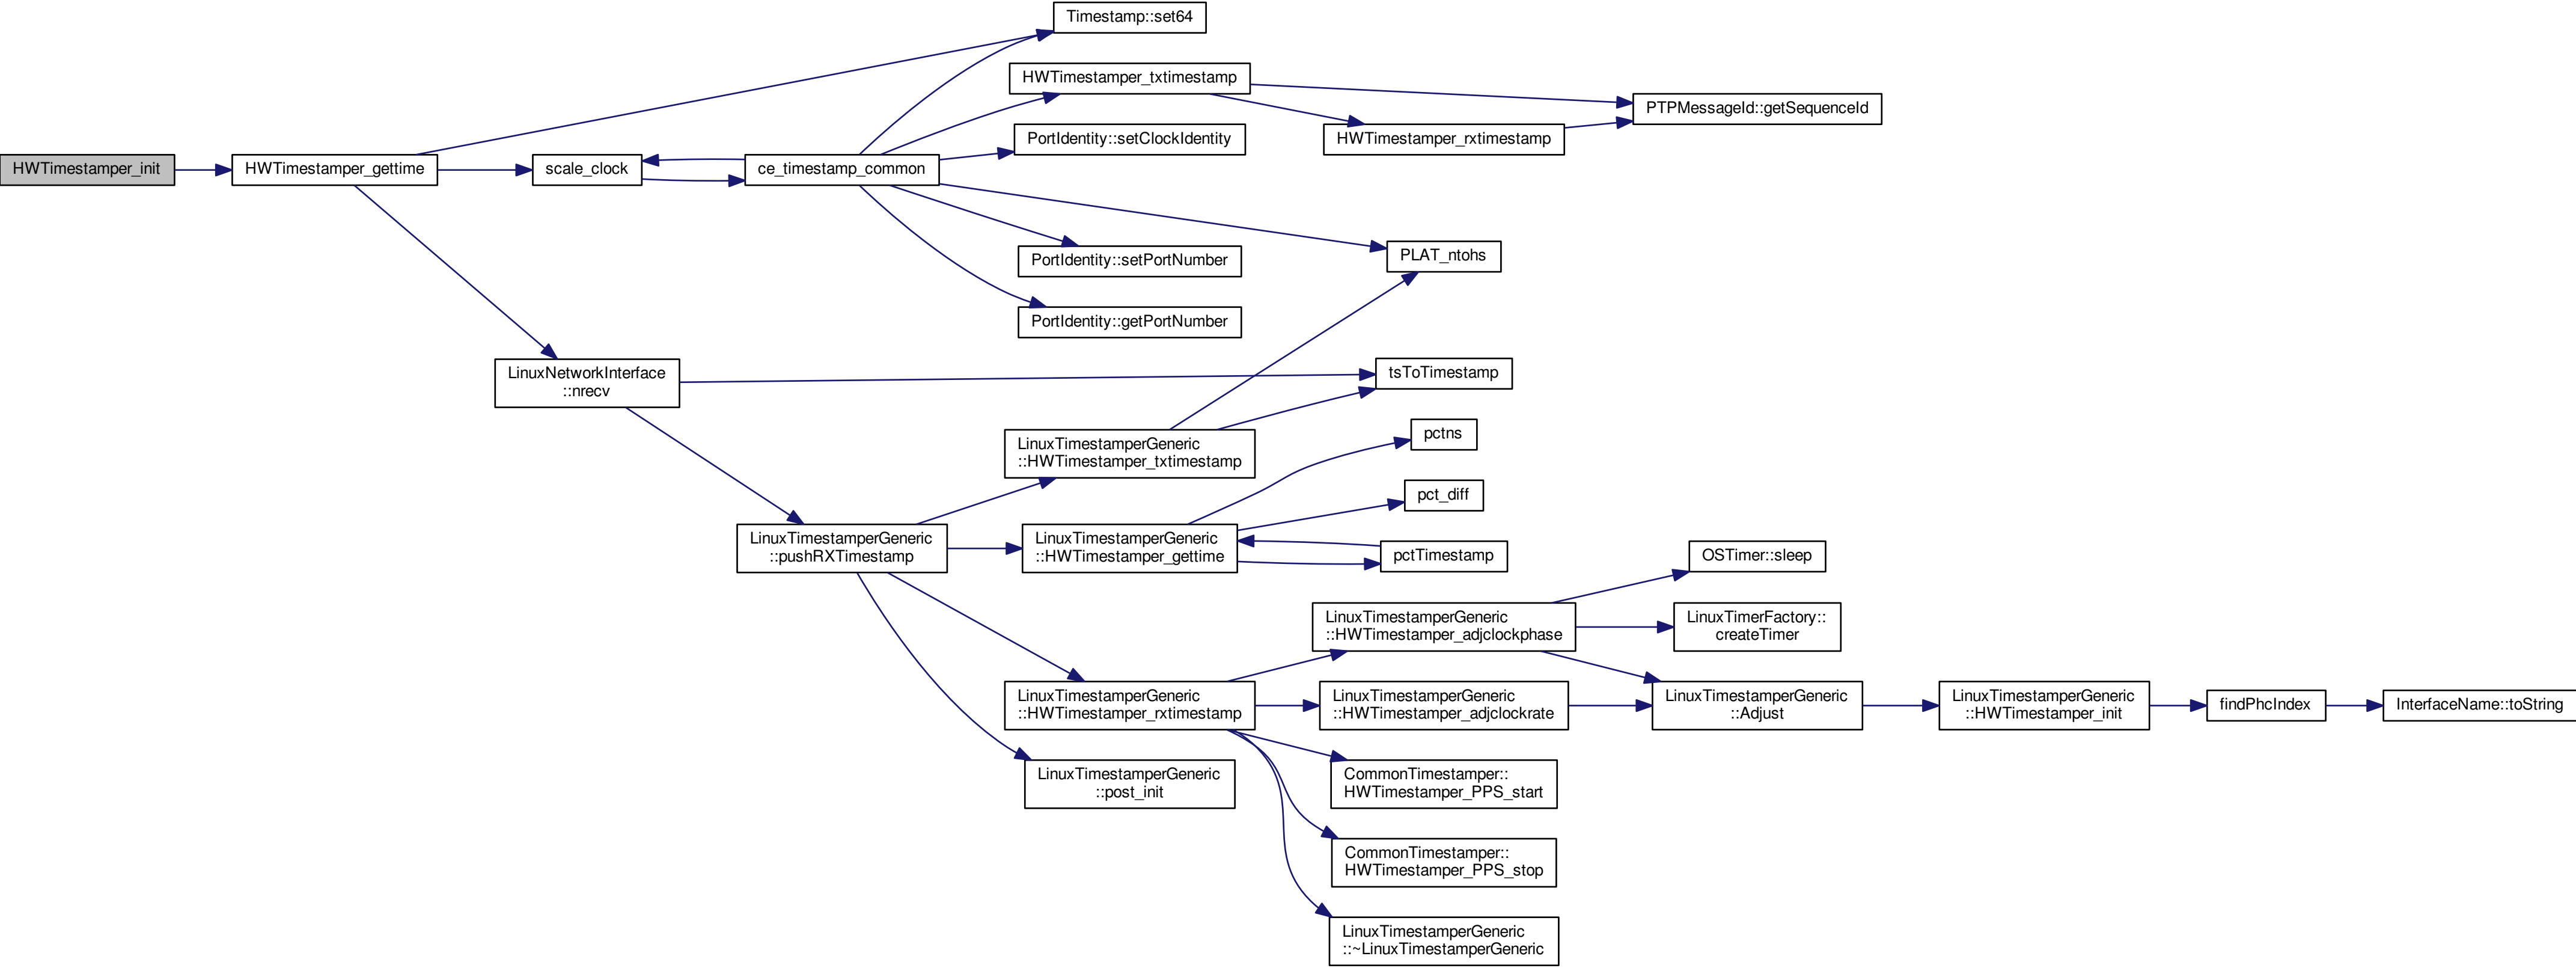 Timestamp::set64
HWTimestamper_txtimestamp
PTPMessageId::getSequenceId
HWTimestamper_rxtimestamp
PortIdentity::setClockIdentity
HWTimestamper_init
HWTimestamper_gettime
scale_clock
ce_timestamp_common
PLAT_ntohs
PortIdentity::setPortNumber
PortIdentity::getPortNumber
LinuxNetworkInterface
::nrecv
tsToTimestamp
LinuxTimestamperGeneric
::HWTimestamper_txtimestamp
pctns
pct_diff
LinuxTimestamperGeneric
::pushRXTimestamp
LinuxTimestamperGeneric
::HWTimestamper_gettime
pctTimestamp
OSTimer::sleep
LinuxTimestamperGeneric
::HWTimestamper_adjclockphase
LinuxTimerFactory::
createTimer
LinuxTimestamperGeneric
::HWTimestamper_rxtimestamp
LinuxTimestamperGeneric
::HWTimestamper_adjclockrate
LinuxTimestamperGeneric
::Adjust
LinuxTimestamperGeneric
::HWTimestamper_init
findPhcIndex
InterfaceName::toString
LinuxTimestamperGeneric
::post_init
CommonTimestamper::
HWTimestamper_PPS_start
CommonTimestamper::
HWTimestamper_PPS_stop
LinuxTimestamperGeneric
::~LinuxTimestamperGeneric